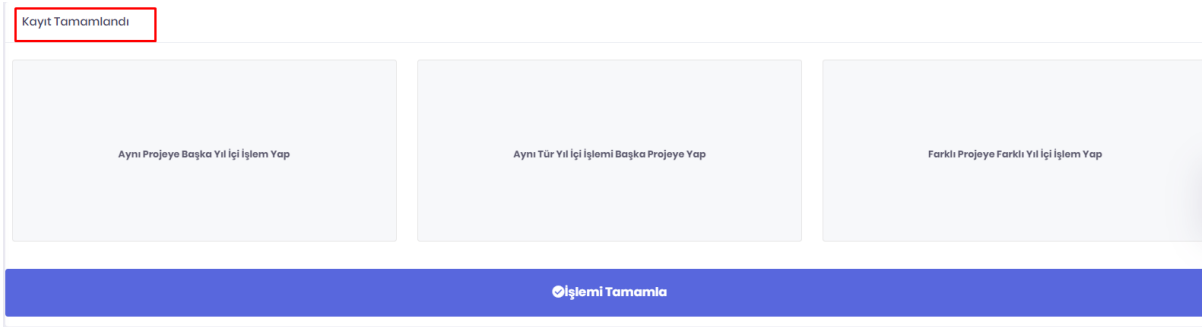 Kayıt Tamamlandı
Aynı Projeye Başka Yıl İçi İşlem Yap
Aynı Tür Yıl İçi İşlemi Başka Projeye Yap
Farklı Projeye Farklı Yıl İçi İşlem Yap
İşlemi Tamamla